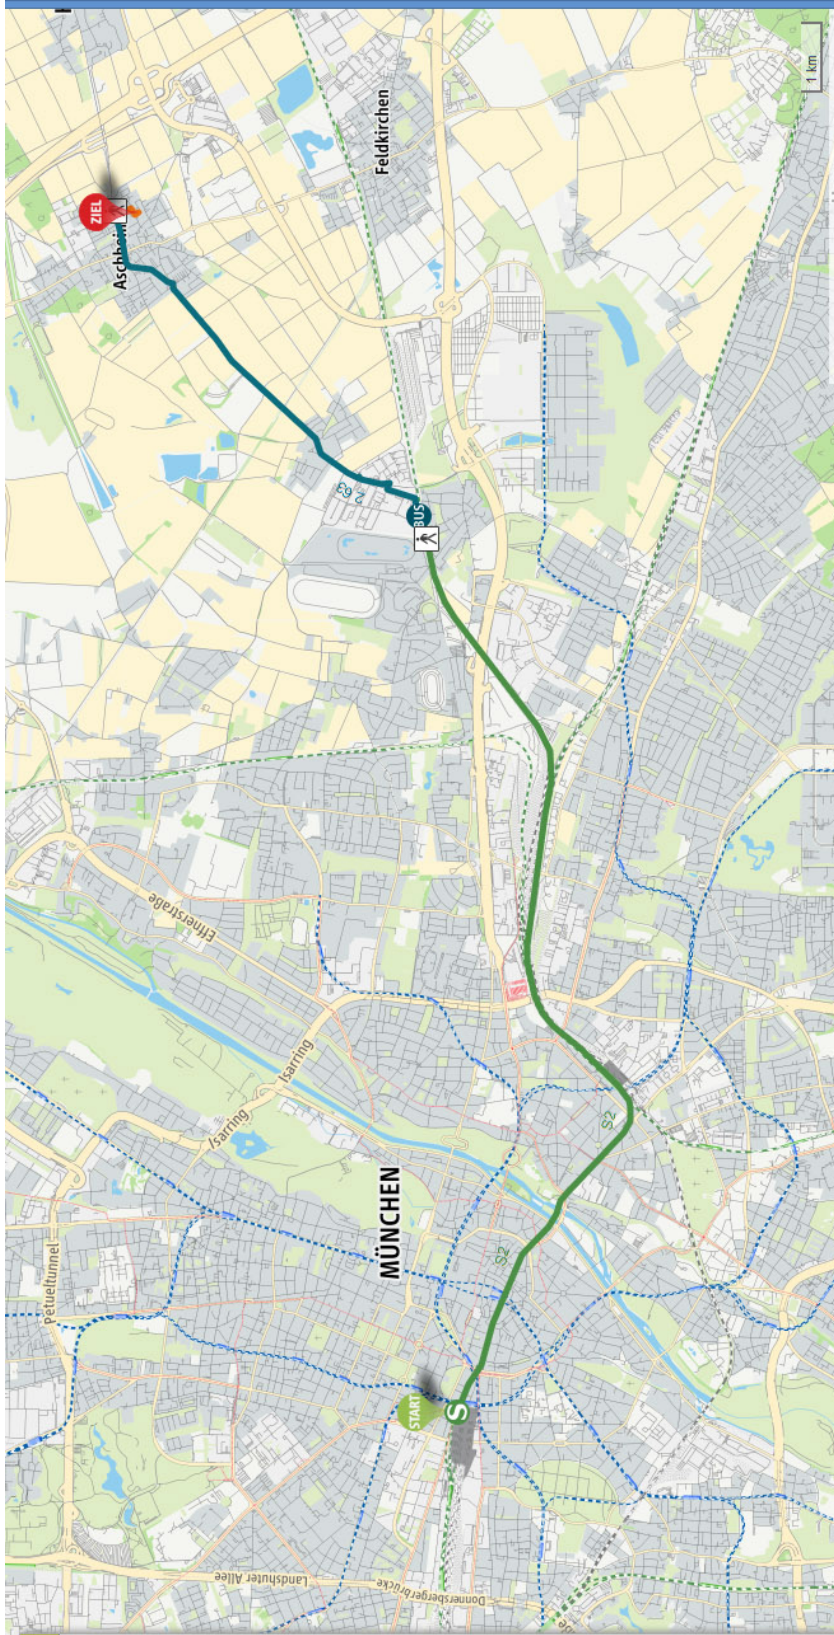 ZIEL
Aschheim
Feldkirchen
1 km
263
BUS
Effnerstraße
Isarring
Isarring
MÜNCHEN
Petueltunnel
S2
S2
START
S
Landshuter Allee
Donnersbergerbrücke